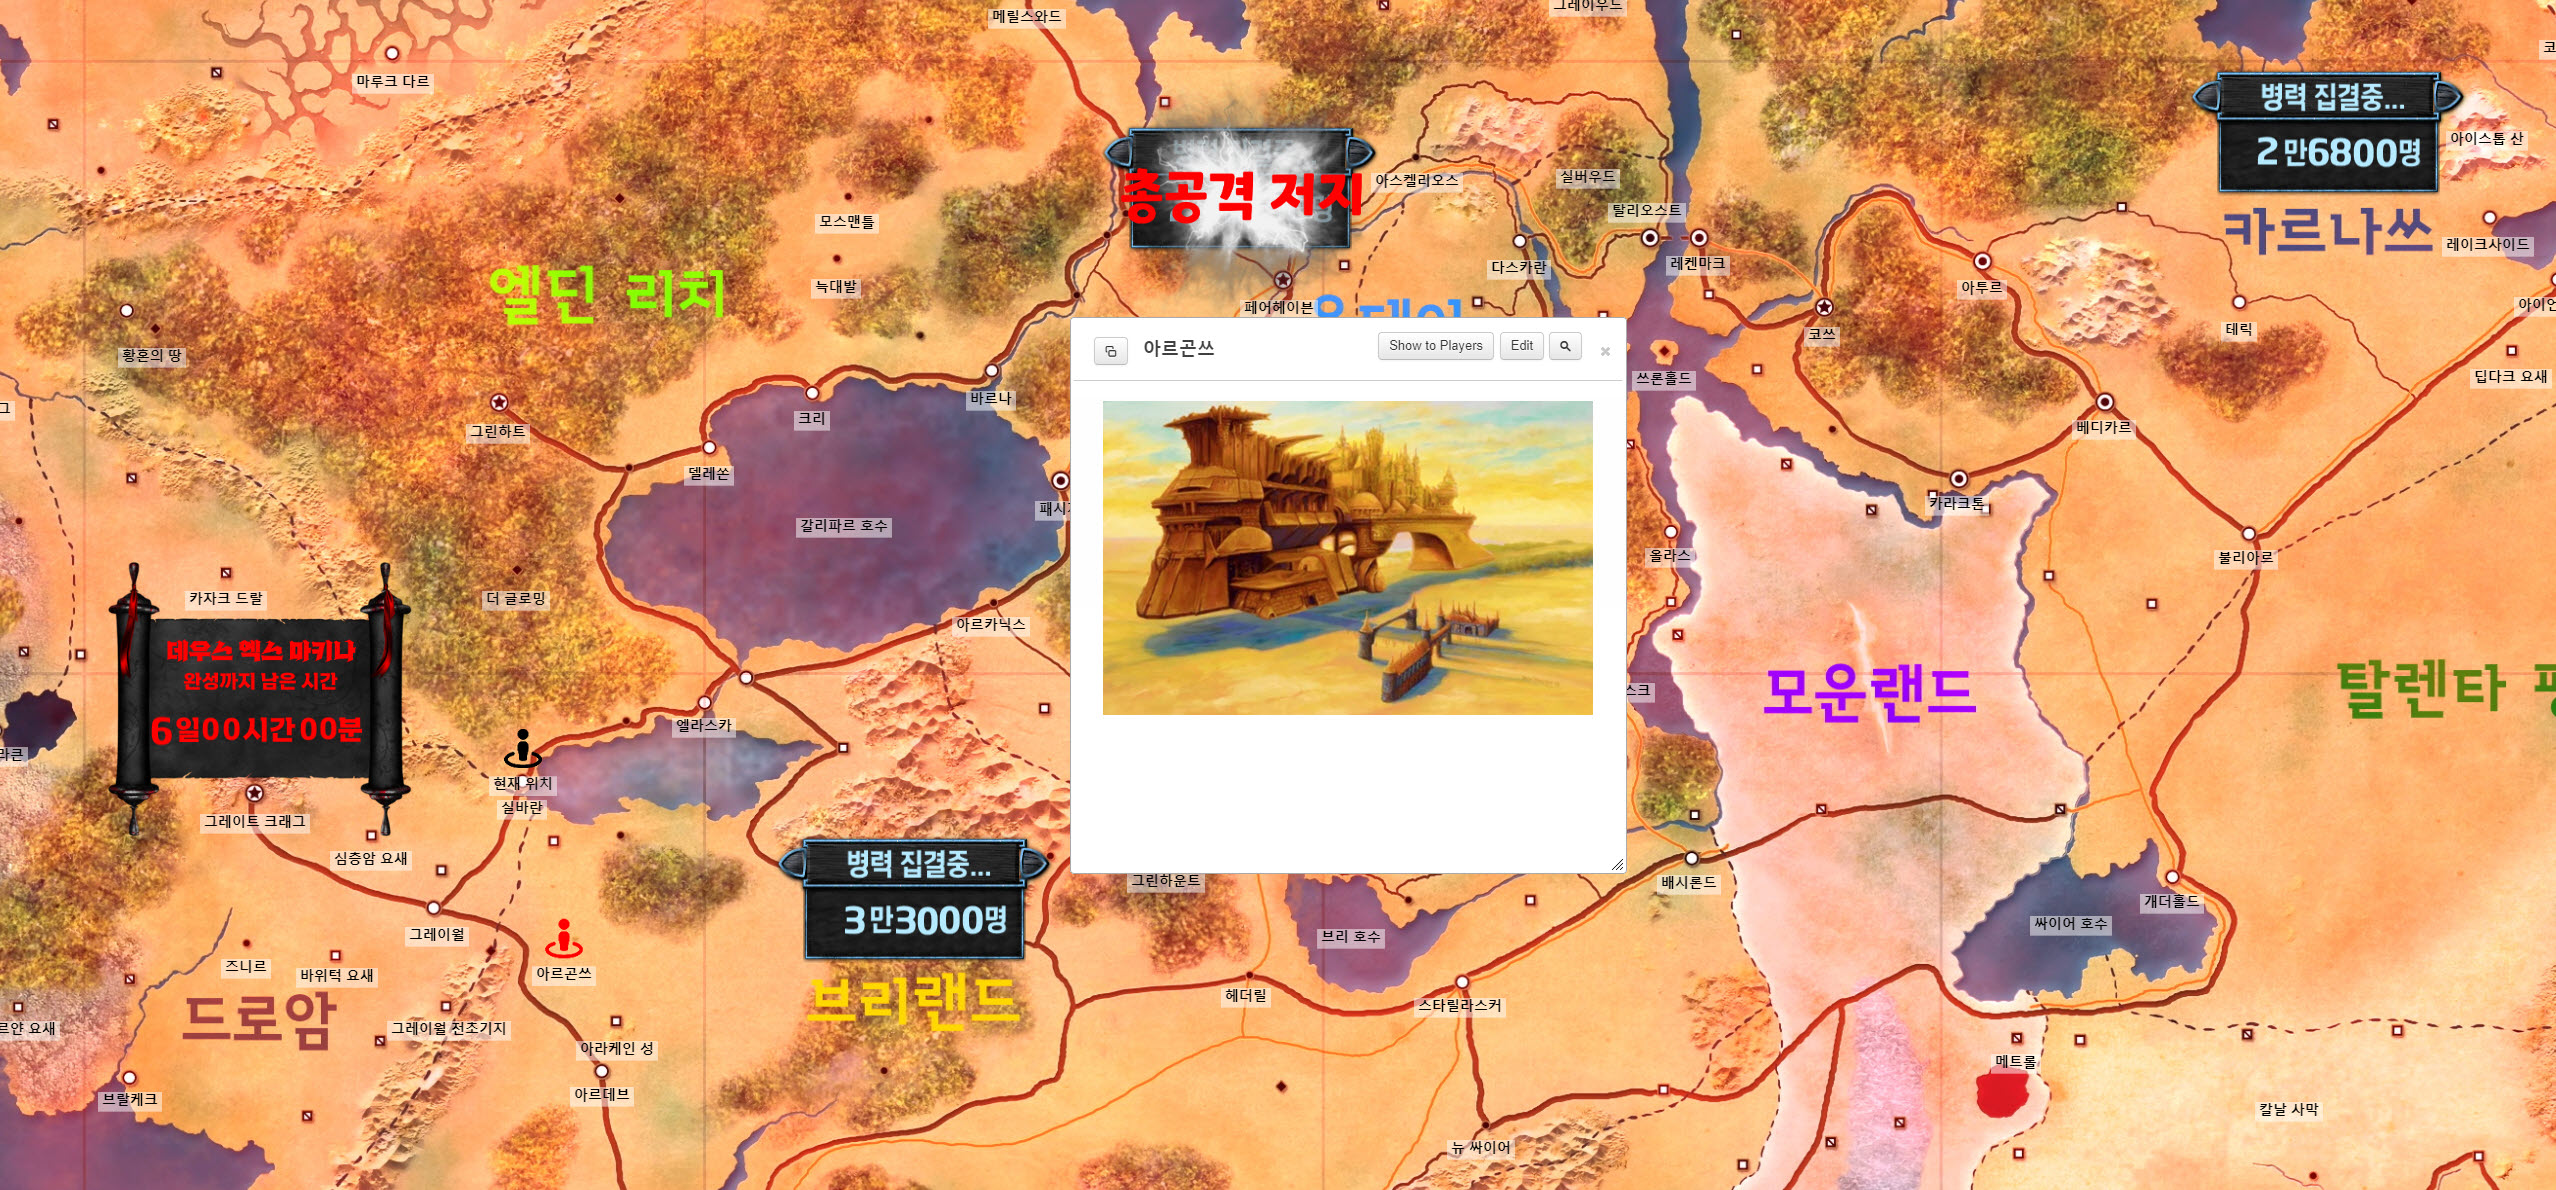 메릴스와드
그레이우드
마루크 다르
병력 집결중...
2만6800명
아이스톱 산
총공격 저지
아스켈리오스
실버우드
탈리오스트
모스맨틀
카르나쓰
레이크사이드
다스카란
레켄마크
엘딘 리치
늑대발
페어헤이븐
아투르
테릭
코쓰
황혼의 땅
아르곤쓰
Show to Players
Edit
쓰론홀드
딥다크 요새
바르나
크리
그린하트
베디카르
델레쏜
갈리파르 호수
카라크톤
올라스
불리아르
카자크 드랄
더 글로밍
아르카닉스
데우스 엑스 마키나
완성까지 남은 시간
6일00시간00분
모운랜드
탈렌타
엘라스카
현재 위치
실바란
그레이트 크래그
심층암 요새
병력 집결중...
3만3000명
그린하운트
배시론드
개더홀드
싸이어 호수
그레이월
브리 호수
즈니르
바위턱 요새
아르곤쓰
헤더릴
스타릴라스커
브리랜드
드로암
그레이월 전초기지
아라케인 성
메트롤
브랄케크
아르데브
칼날 사막
뉴 싸이어